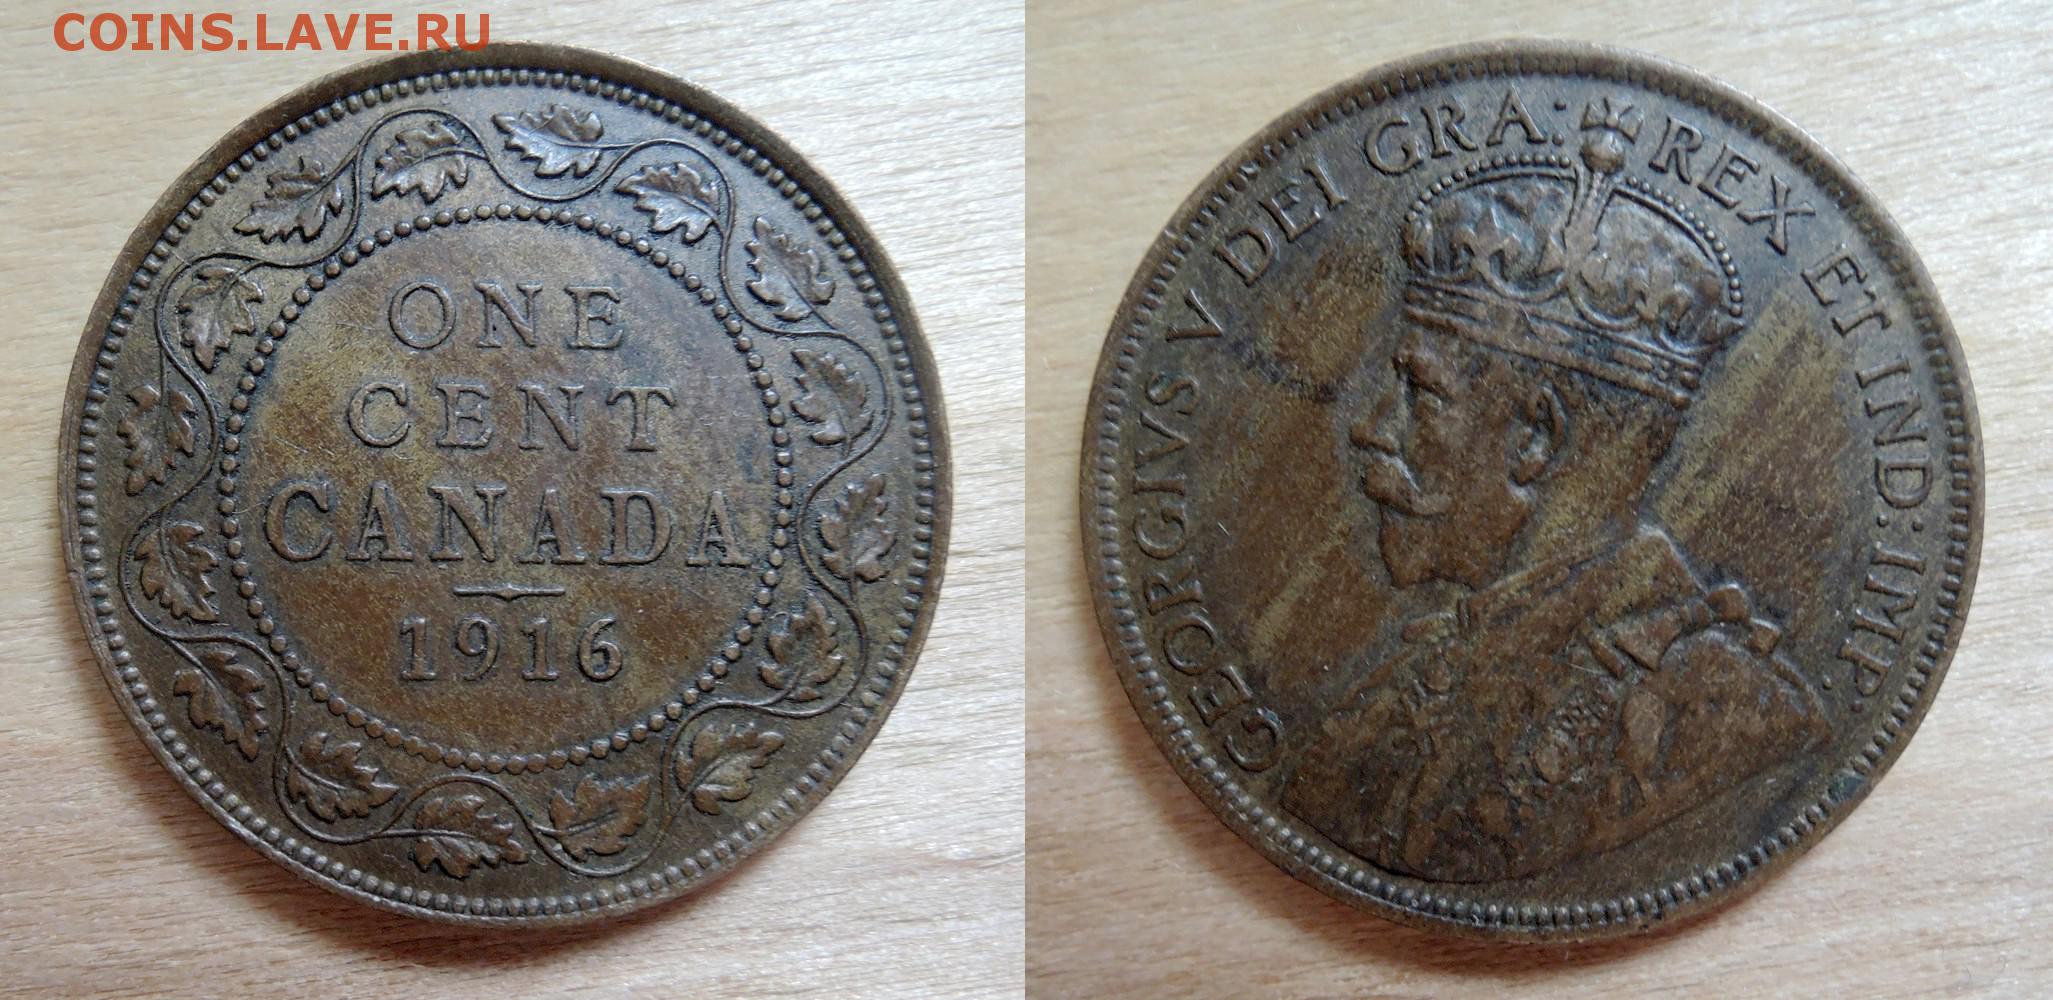 COINS.LAVE.RU
ONE
CENT
CANADA
1916
GEORGIVS V DEI GRA: REX ET IND: IMP.